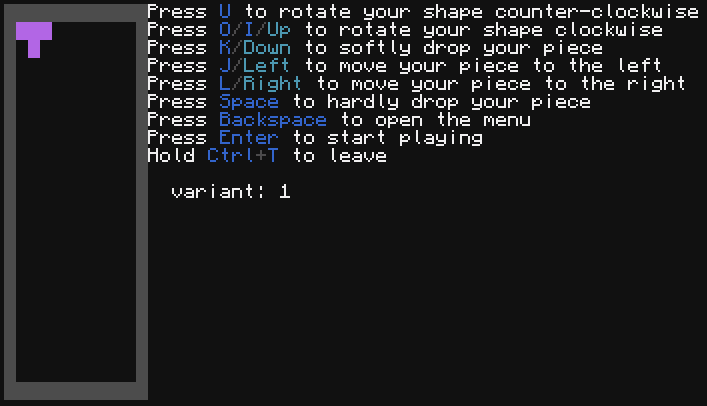 Press U to rotate your shape counter-clockwise
Press O/I/Up to rotate your shape clockwise
Press K/Down to softly drop your piece
Press J/Left to move your piece to the left
Press L/Right to move your piece to the right
Press Space to hardly drop your piece
Press Backspace to open the menu
Press Enter to start playing
Hold Ctrl+T to leave
variant: 1